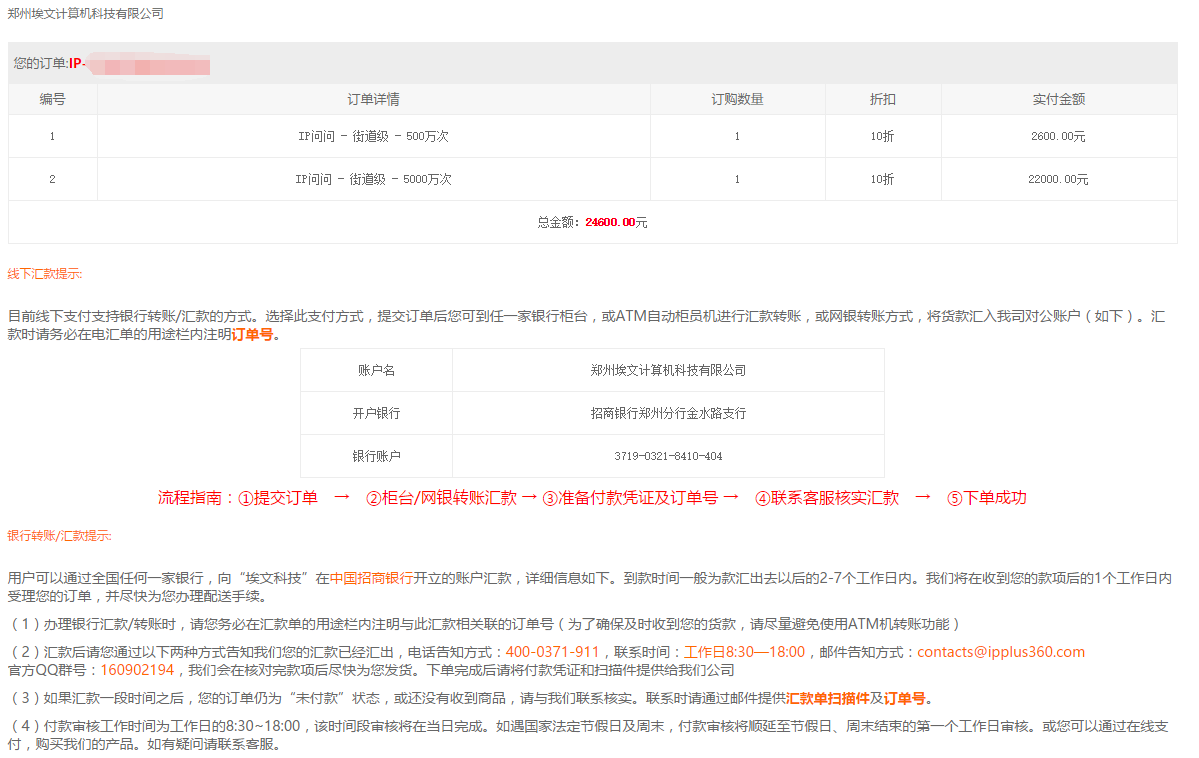 郑州埃文计算机科技有限公司
您的订单:IP-
编号 订单详情 订购数量 折扣 实付金额
1 IP问问 - 街道级 - 500万次 1 10折 2600.00元
2 IP问问 - 街道级 - 5000万次 1 10折 22000.00元
总金额：24600.00元
线下汇款提示:
目前线下支付支持银行转账/汇款的方式。选择此支付方式，提交订单后您可到任一家银行柜台，或ATM自动柜员机进行汇款转账，或网银转账方式，将货款汇入我司对公账户（如下）。汇
款时请务必在电汇单的用途栏内注明订单号。
账户名 郑州埃文计算机科技有限公司
开户银行 招商银行郑州分行金水路支行
银行账户 3719-0321-8410-404
流程指南：①提交订单 → ②柜台/网银转账汇款 → ③准备付款凭证及订单号 → ④联系客服核实汇款 → ⑤下单成功
银行转账/汇款提示:
用户可以通过全国任何一家银行，向“埃文科技”在中国招商银行开立的账户汇款，详细信息如下。到款时间一般为款汇出去以后的2-7个工作日内。我们将在收到您的款项后的1个工作日内
受理您的订单，并尽快为您办理配送手续。
（1）办理银行汇款/转账时，请您务必在汇款单的用途栏内注明与此汇款相关联的订单号（为了确保及时收到您的货款，请尽量避免使用ATM机转账功能）
（2）汇款后请您通过以下两种方式告知我们您的汇款已经汇出，电话告知方式：400-0371-911，联系时间：工作日8:30—18:00，邮件告知方式：contacts@ipplus360.com
官方QQ群号：160902194，我们会在核对完款项后尽快为您发货。下单完成后请将付款凭证和扫描件提供给我们公司
（3）如果汇款一段时间之后，您的订单仍为“未付款”状态，或还没有收到商品，请与我们联系核实。联系时请通过邮件提供汇款单扫描件及订单号。
（4）付款审核工作时间为工作日的8:30~18:00，该时间段审核将在当日完成。如遇国家法定节假日及周末，付款审核将顺延至节假日、周末结束的第一个工作日审核。或您可以通过在线支
付，购买我们的产品。如有疑问请联系客服。